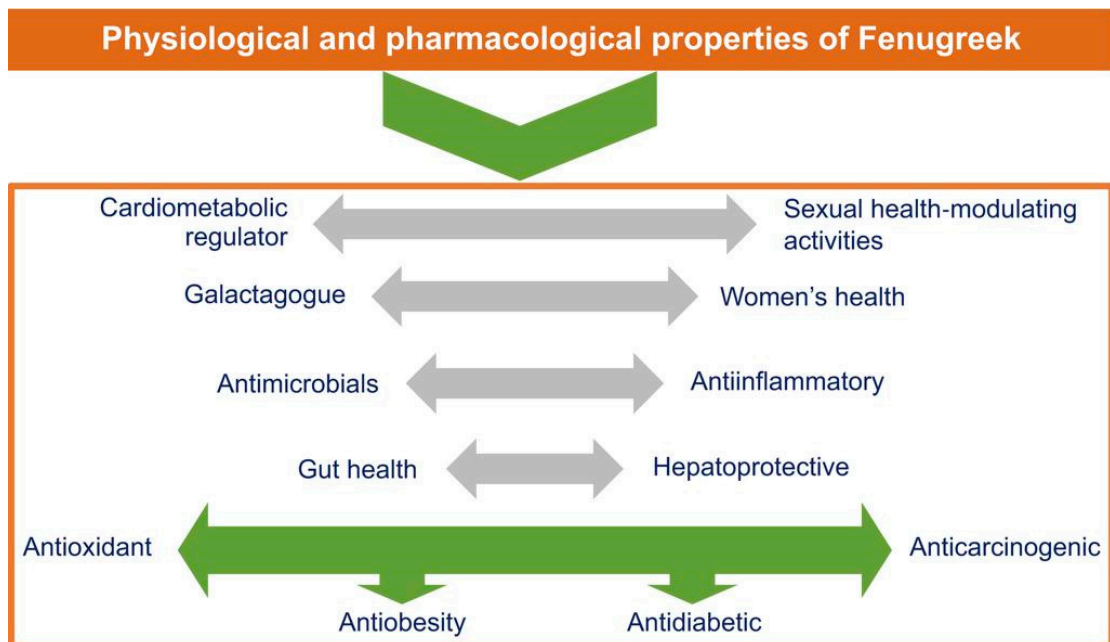 Physiological and pharmacological properties of Fenugreek
Cardiometabolic
regulator
Sexual health-modulating
activities
Galactagogue
Women’s health
Antimicrobials
Antiinflammatory
Gut health
Hepatoprotective
Antioxidant
Anticarcinogenic
Antiobesity
Antidiabetic